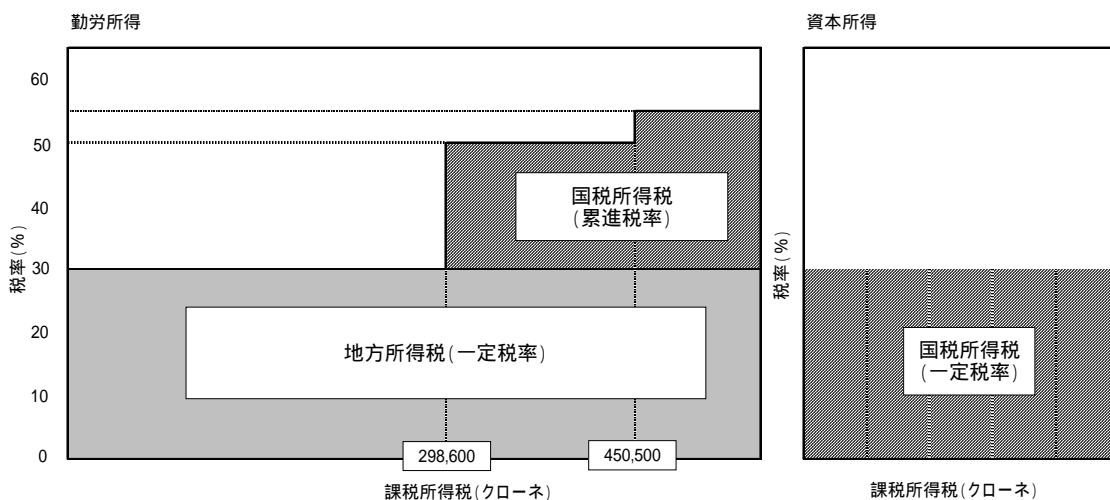 勤労所得
税率(%)
60
50
40
30
20
10
0
国税所得税
(累進税率)
地方所得税(一定税率)
298,600
450,500
課税所得税(クローネ)
資本所得
税率(%)
国税所得税
(一定税率)
課税所得税(クローネ)